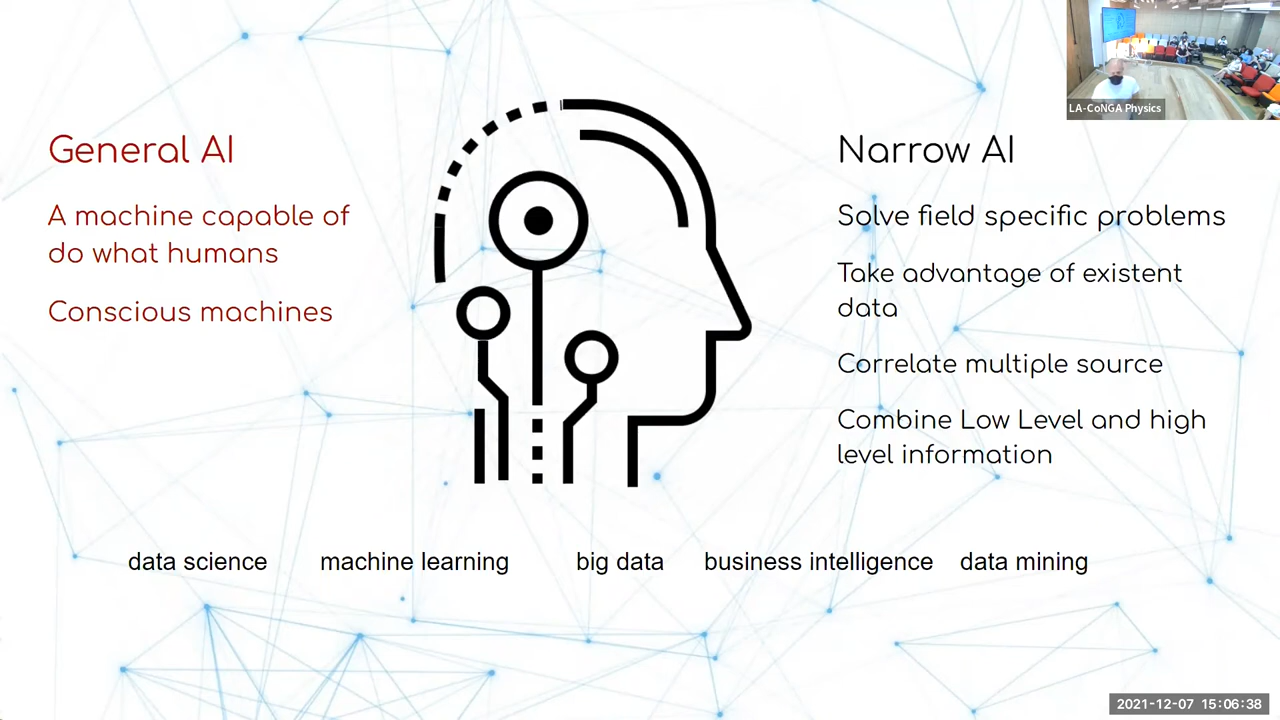 LA-CoNGA Physics
General AI
A machine capable of
do what humans
Conscious machines
Narrow AI
Solve field specific problems
Take advantage of existent
data
Correlate multiple source
Combine Low Level and high
level information
data science
machine learning
big data
business intelligence
data mining
2021-12-07 15:06:38